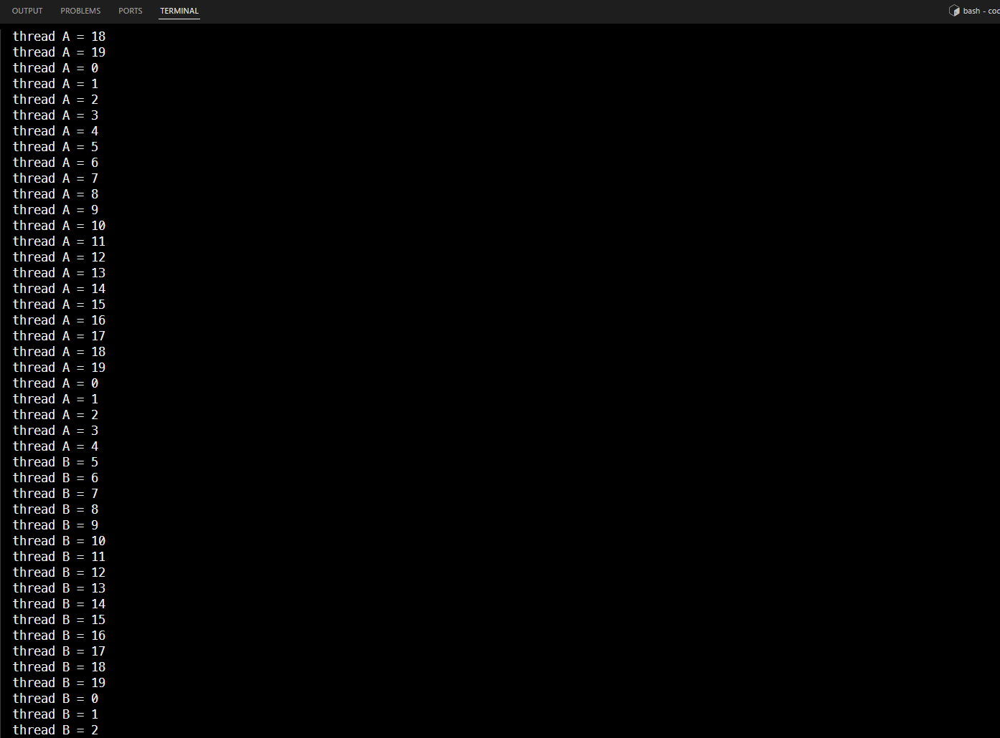 OUTPUT PROBLEMS PORTS TERMINAL bash - coc
thread A = 18
thread A = 19
thread A = 0
thread A = 1
thread A = 2
thread A = 3
thread A = 4
thread A = 5
thread A = 6
thread A = 7
thread A = 8
thread A = 9
thread A = 10
thread A = 11
thread A = 12
thread A = 13
thread A = 14
thread A = 15
thread A = 16
thread A = 17
thread A = 18
thread A = 19
thread A = 0
thread A = 1
thread A = 2
thread A = 3
thread A = 4
thread B = 5
thread B = 6
thread B = 7
thread B = 8
thread B = 9
thread B = 10
thread B = 11
thread B = 12
thread B = 13
thread B = 14
thread B = 15
thread B = 16
thread B = 17
thread B = 18
thread B = 19
thread B = 0
thread B = 1
thread B = 2